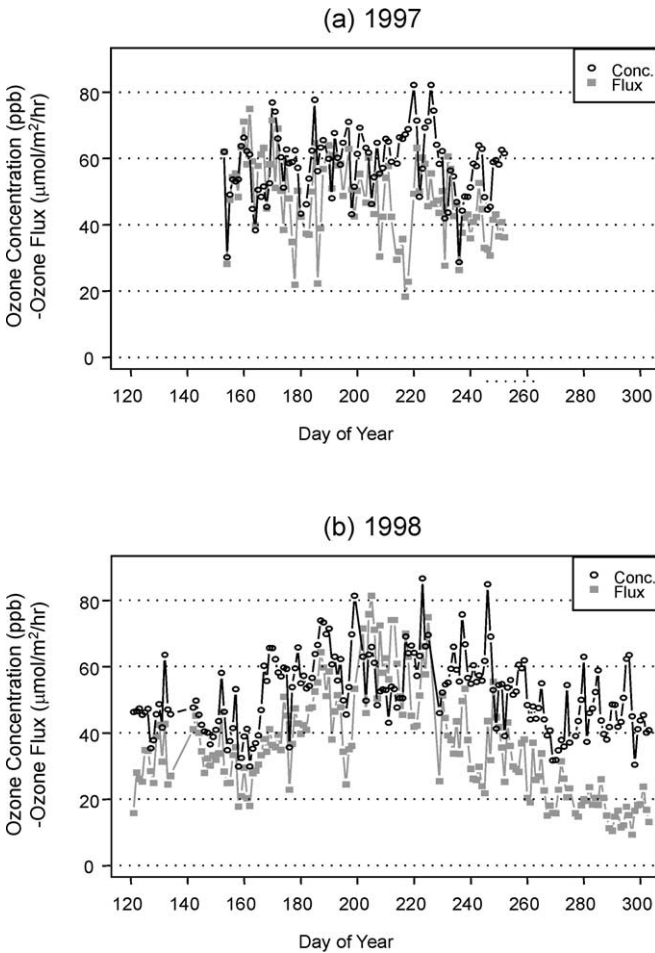 (a) 1997
Ozone Concentration (ppb)
-Ozone Flux (μmol/m²/hr)
Conc.
Flux
80
60
40
20
0
120 140 160 180 200 220 240 260 280 300
Day of Year
(b) 1998
Ozone Concentration (ppb)
-Ozone Flux (μmol/m²/hr)
Conc.
Flux
80
60
40
20
0
120 140 160 180 200 220 240 260 280 300
Day of Year